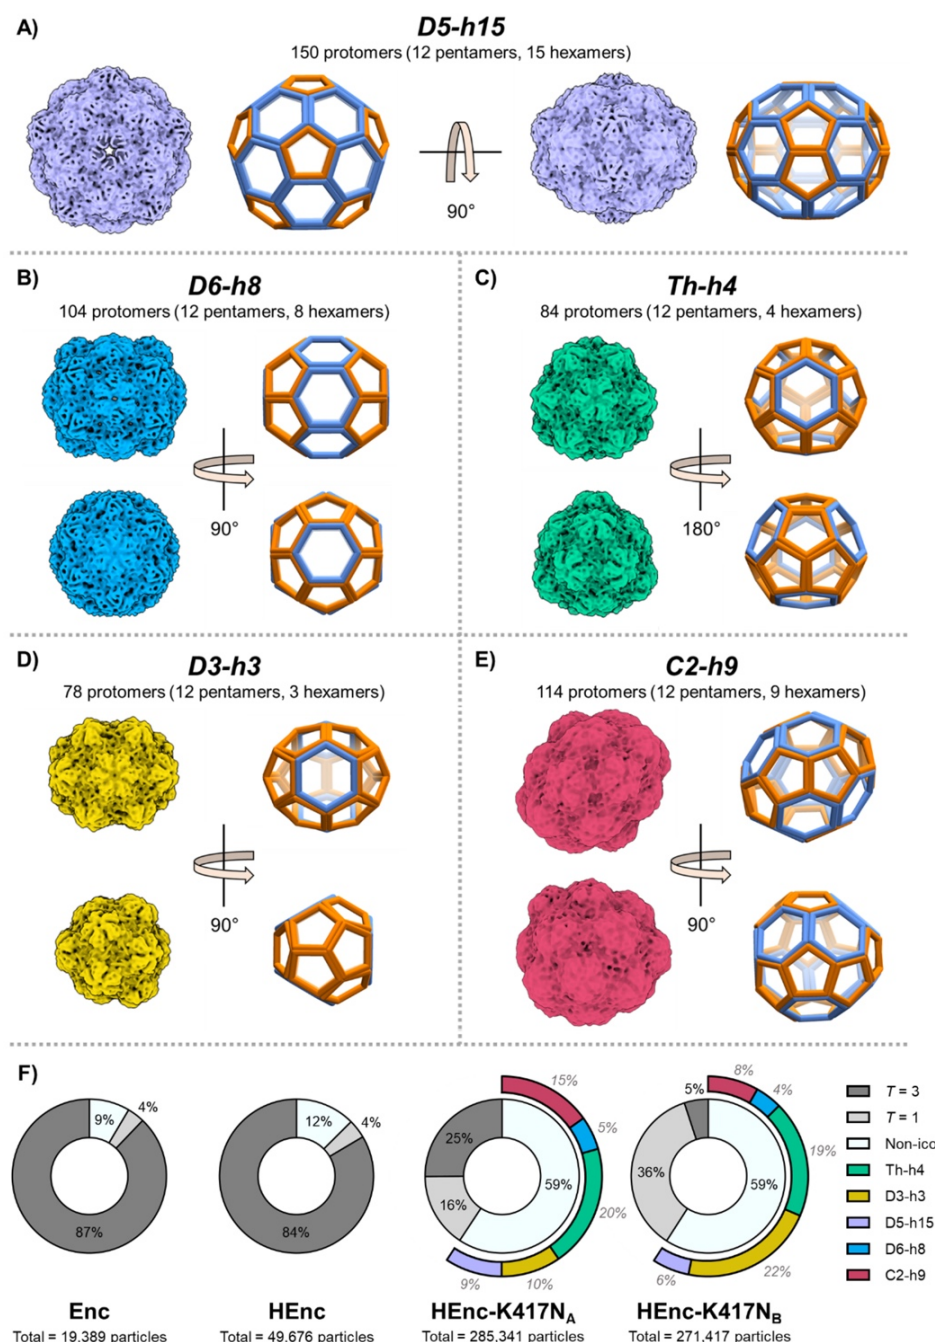 A)
D5-h15
150 protomers (12 pentamers, 15 hexamers)
90°
B)
D6-h8
104 protomers (12 pentamers, 8 hexamers)
90°
C)
Th-h4
84 protomers (12 pentamers, 4 hexamers)
180°
D)
D3-h3
78 protomers (12 pentamers, 3 hexamers)
90°
E)
C2-h9
114 protomers (12 pentamers, 9 hexamers)
90°
F)
9%
4%
87%
Enc
Total = 19,389 particles
12%
4%
84%
HEnc
Total = 49,676 particles
15%
5%
25%
59%
16%
20%
9%
10%
HEnc-K417NA
Total = 285,341 particles
8%
4%
5%
19%
36%
59%
6%
22%
HEnc-K417NB
Total = 271,417 particles
T = 3
T = 1
Non-ico
Th-h4
D3-h3
D5-h15
D6-h8
C2-h9